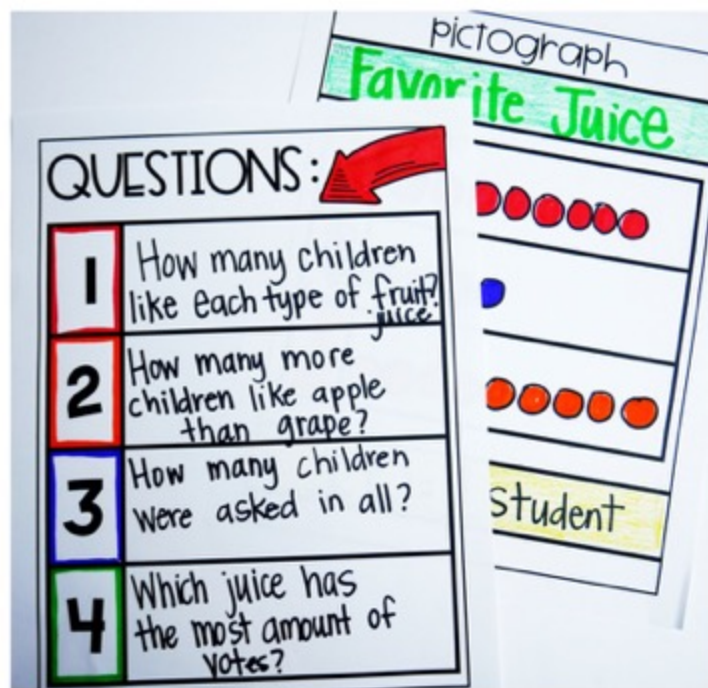 pictograph
Favorite Juice
student
QUESTIONS:
1
How many children
like each type of fruit?
juice
2
How many more
children like apple
than grape?
3
How many children
were asked in all?
4
Which juice has
the most amount of
votes?